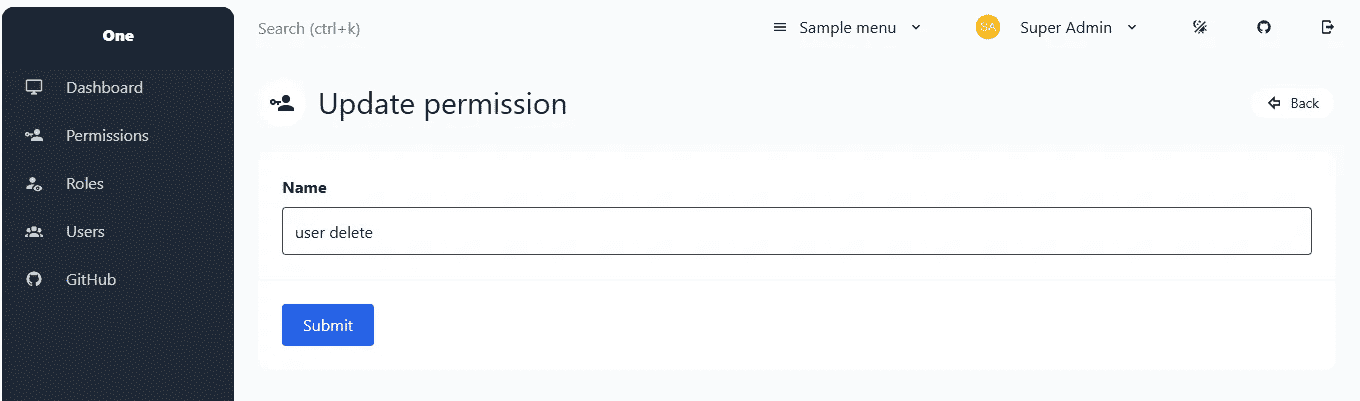 One
Dashboard
Permissions
Roles
Users
GitHub
Search (ctrl+k)
Sample menu
SA
Super Admin
Update permission
Back
Name
user delete
Submit